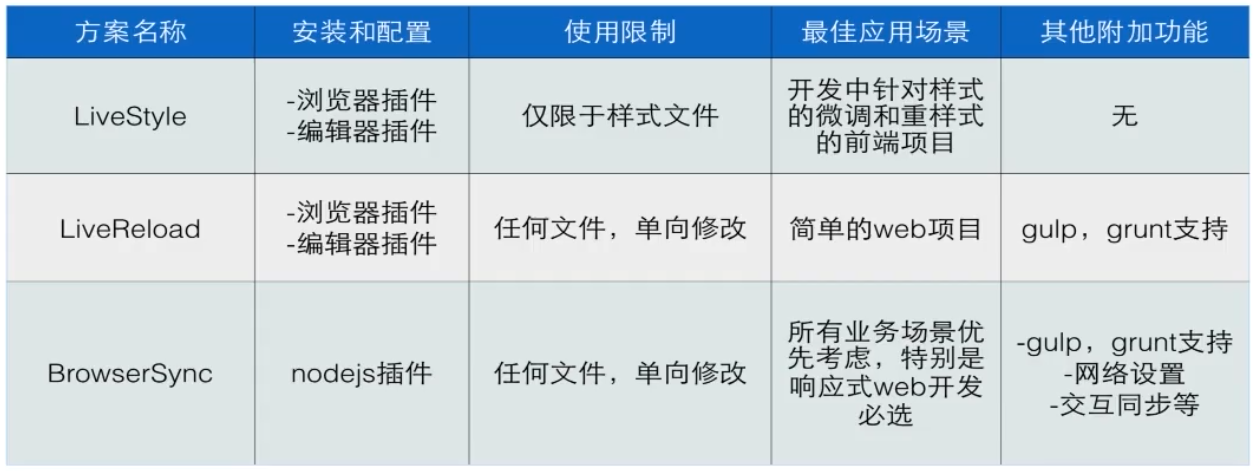 方案名称 安装和配置 使用限制 最佳应用场景 其他附加功能
LiveStyle
-浏览器插件
-编辑器插件
仅限于样式文件
开发中针对样式
的微调和重样式
的前端项目
无
LiveReload
-浏览器插件
-编辑器插件
任何文件，单向修改
简单的web项目
gulp，grunt支持
BrowserSync
nodejs插件
任何文件，单向修改
所有业务场景优
先考虑，特别是
响应式web开发
必选
-gulp，grunt支持
-网络设置
-交互同步等